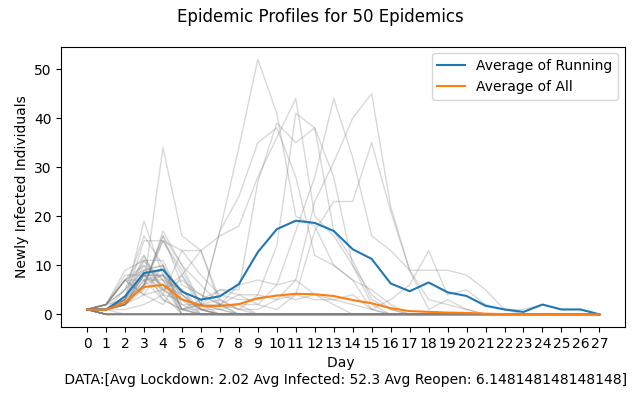 Epidemic Profiles for 50 Epidemics
Average of Running
Average of All
Newly Infected Individuals
50
40
30
20
10
0
0 1 2 3 4 5 6 7 8 9 10 11 12 13 14 15 16 17 18 19 20 21 22 23 24 25 26 27
Day
DATA:[Avg Lockdown: 2.02 Avg Infected: 52.3 Avg Reopen: 6.148148148148148]